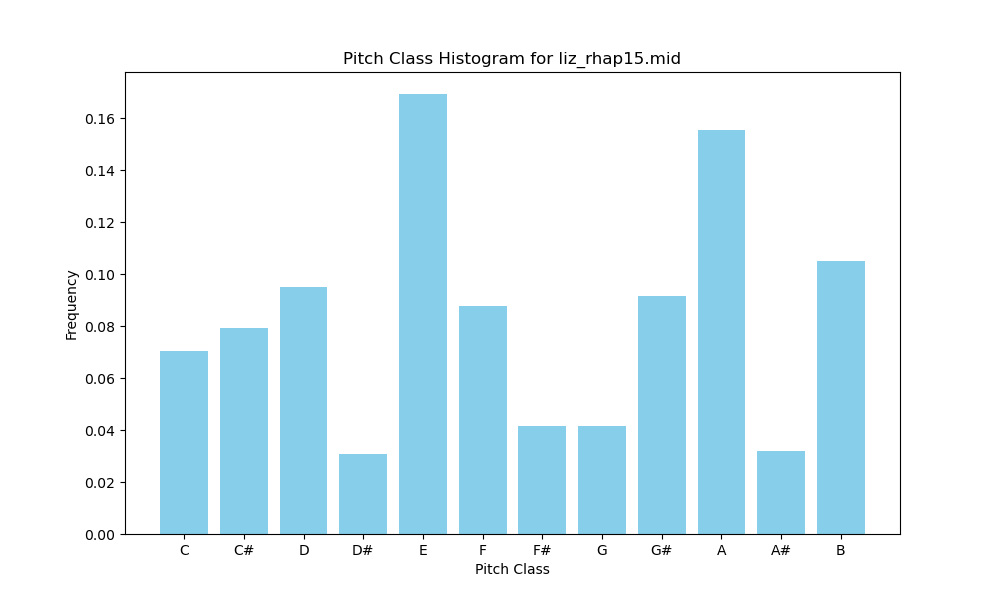 Pitch Class Histogram for liz_rhap15.mid
Frequency
0.16
0.14
0.12
0.10
0.08
0.06
0.04
0.02
0.00
C C# D D# E F F# G G# A A# B
Pitch Class